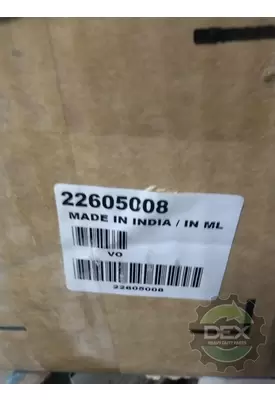 22605008
MADE IN INDIA / IN ML
VO
22605008
DEX